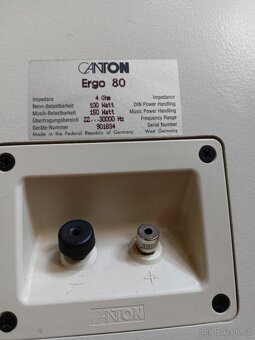 CANTON
Ergo 80
Impedanz 4 Ohm Impedance
Nenn-Belastbarkeit 100 Watt DIN Power Handling
Musik-Belastbarkeit 150 Watt Music Power Handling
Übertragungsbereich 22...30000 Hz Frequency Range
Geräte-Nummer 901834 Serial Number
Made in the Federal Republic of Germany West Germany
− +
CANTON